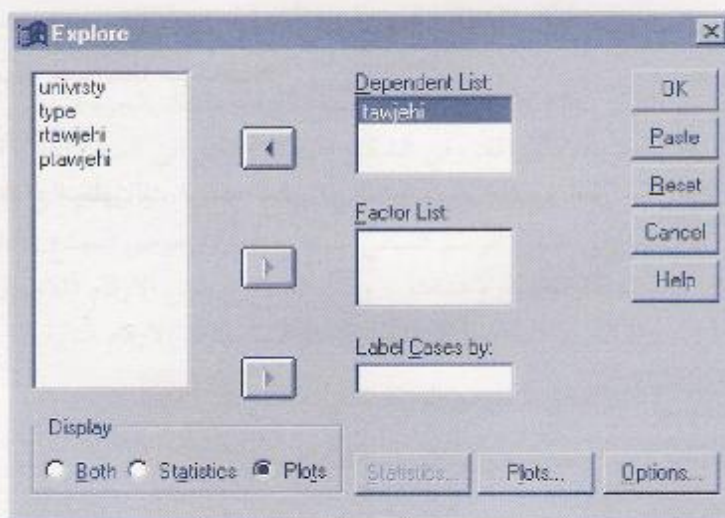 Explore
univrsty
type
rtawjehi
ptawjehi
Dependent List:
tawjehi
Factor List:
Label Cases by:
OK
Paste
Reset
Cancel
Help
Display
Both
Statistics
Plots
Statistics...
Plots...
Options...